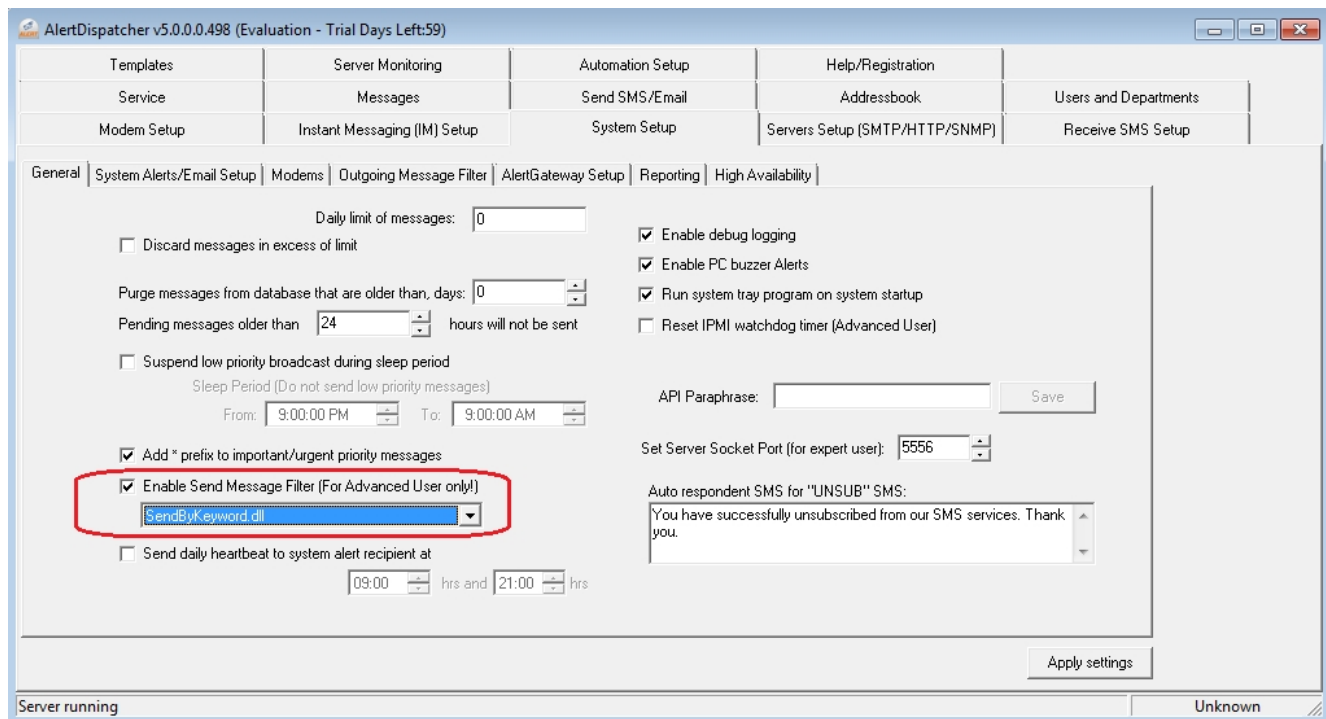 AlertDispatcher v5.0.0.0.498 (Evaluation - Trial Days Left:59)
Templates Server Monitoring Automation Setup Help/Registration
Service Messages Send SMS/Email Addressbook Users and Departments
Modem Setup Instant Messaging (IM) Setup System Setup Servers Setup (SMTP/HTTP/SNMP) Receive SMS Setup
General System Alerts/Email Setup Modems Outgoing Message Filter AlertGateway Setup Reporting High Availability
Daily limit of messages: 0
Discard messages in excess of limit
Purge messages from database that are older than, days: 0
Pending messages older than 24 hours will not be sent
Suspend low priority broadcast during sleep period
Sleep Period (Do not send low priority messages)
From: 9:00:00 PM To: 9:00:00 AM
Add * prefix to important/urgent priority messages
Enable Send Message Filter (For Advanced User only!)
SendByKeyword.dll
Send daily heartbeat to system alert recipient at
09:00 hrs and 21:00 hrs
Enable debug logging
Enable PC buzzer Alerts
Run system tray program on system startup
Reset IPMI watchdog timer (Advanced User)
API Paraphrase: Save
Set Server Socket Port (for expert user): 5556
Auto respondent SMS for "UNSUB" SMS:
You have successfully unsubscribed from our SMS services. Thank
you.
Apply settings
Server running Unknown